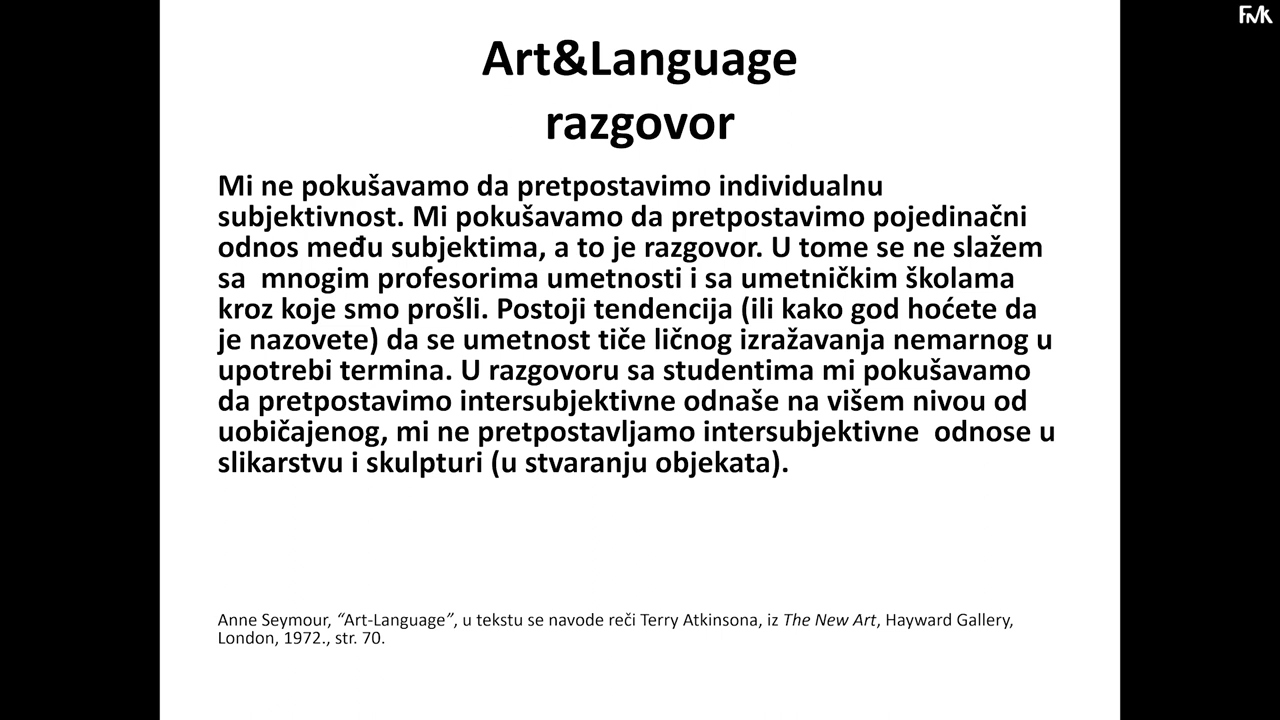 FMK
Art&Language
razgovor
Mi ne pokušavamo da pretpostavimo individualnu
subjektivnost. Mi pokušavamo da pretpostavimo pojedinačni
odnos među subjektima, a to je razgovor. U tome se ne slažem
sa  mnogim profesorima umetnosti i sa umetničkim školama
kroz koje smo prošli. Postoji tendencija (ili kako god hoćete da
je nazovete) da se umetnost tiče ličnog izražavanja nemarnog u
upotrebi termina. U razgovoru sa studentima mi pokušavamo
da pretpostavimo intersubjektivne odnaše na višem nivou od
uobičajenog, mi ne pretpostavljamo intersubjektivne  odnose u
slikarstvu i skulpturi (u stvaranju objekata).
Anne Seymour, “Art-Language”, u tekstu se navode reči Terry Atkinsona, iz The New Art, Hayward Gallery,
London, 1972., str. 70.